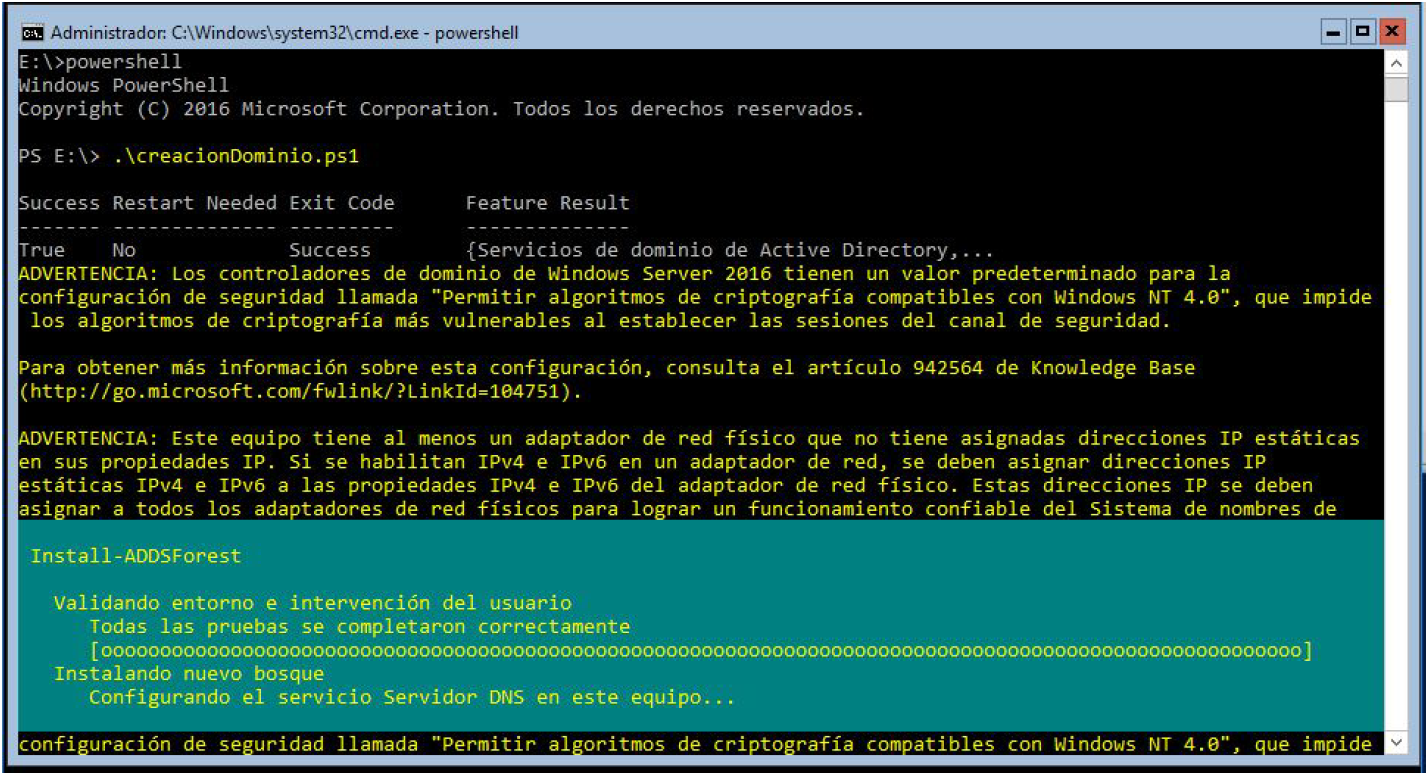 Administrador: C:\Windows\system32\cmd.exe - powershell
E:\>powershell
Windows PowerShell
Copyright (C) 2016 Microsoft Corporation. Todos los derechos reservados.
PS E:\> .\creacionDominio.ps1
Success Restart Needed Exit Code      Feature Result
------- -------------- ---------      --------------
True    No             Success        {Servicios de dominio de Active Directory,...
ADVERTENCIA: Los controladores de dominio de Windows Server 2016 tienen un valor predeterminado para la
configuración de seguridad llamada "Permitir algoritmos de criptografía compatibles con Windows NT 4.0", que impide
los algoritmos de criptografía más vulnerables al establecer las sesiones del canal de seguridad.
Para obtener más información sobre esta configuración, consulta el artículo 942564 de Knowledge Base
(http://go.microsoft.com/fwlink/?LinkId=104751).
ADVERTENCIA: Este equipo tiene al menos un adaptador de red físico que no tiene asignadas direcciones IP estáticas
en sus propiedades IP. Si se habilitan IPv4 e IPv6 en un adaptador de red, se deben asignar direcciones IP
estáticas IPv4 e IPv6 a las propiedades IPv4 e IPv6 del adaptador de red físico. Estas direcciones IP se deben
asignar a todos los adaptadores de red físicos para lograr un funcionamiento confiable del Sistema de nombres de
Install-ADDSForest
Validando entorno e intervención del usuario
Todas las pruebas se completaron correctamente
[oooooooooooooooooooooooooooooooooooooooooooooooooooooooooooooooooooooooooooooooooooooooooooooooooooooo]
Instalando nuevo bosque
Configurando el servicio Servidor DNS en este equipo...
configuración de seguridad llamada "Permitir algoritmos de criptografía compatibles con Windows NT 4.0", que impide